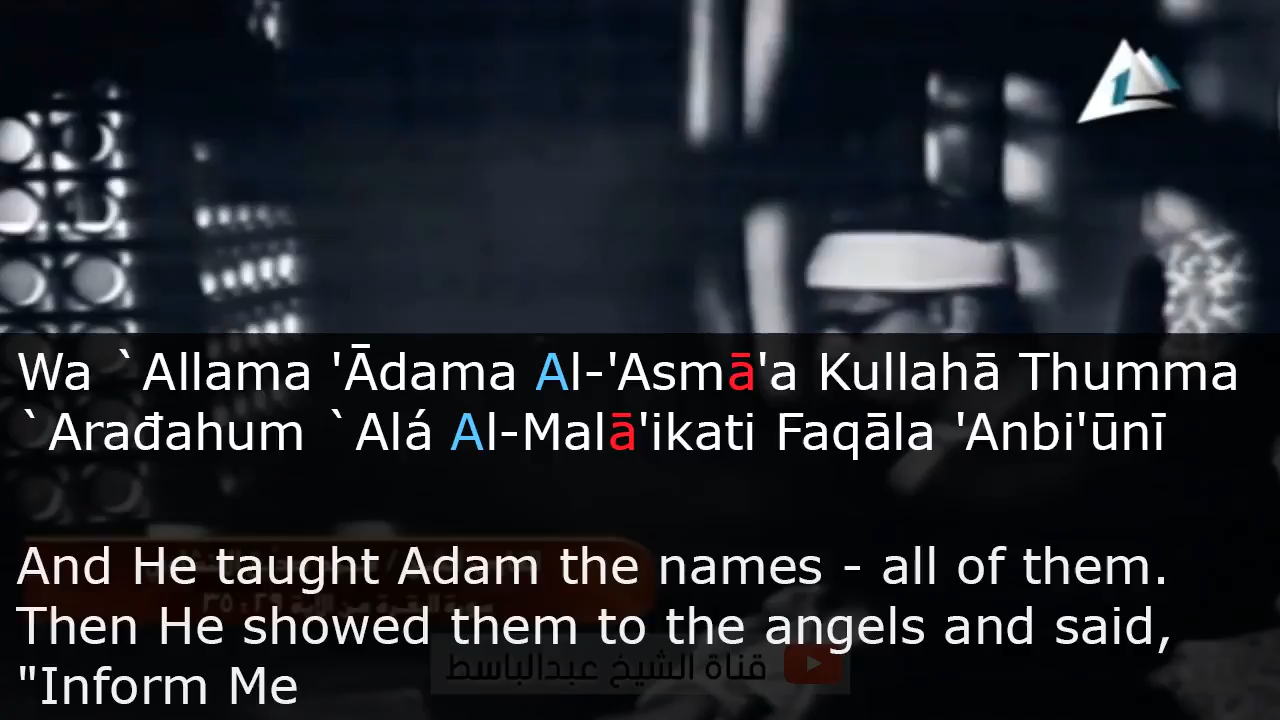 Wa `Allama 'Ādama Al-'Asmā'a Kullahā Thumma
`Arađahum `Alá Al-Malā'ikati Faqāla 'Anbi'ūnī
And He taught Adam the names - all of them.
Then He showed them to the angels and said,
"Inform Me
قناة الشيخ عبدالباسط